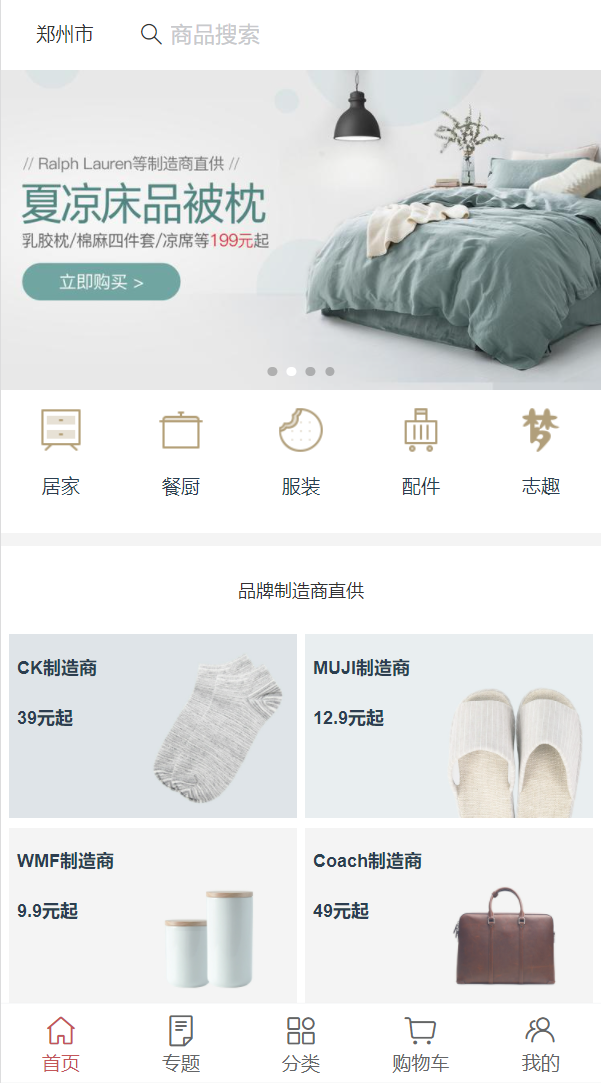 郑州市
商品搜索
// Ralph Lauren等制造商直供 //
夏凉床品被枕
乳胶枕/棉麻四件套/凉席等199元起
立即购买 >
梦
居家 餐厨 服装 配件 志趣
品牌制造商直供
CK制造商
39元起
MUJI制造商
12.9元起
WMF制造商
9.9元起
Coach制造商
49元起
首页 专题 分类 购物车 我的